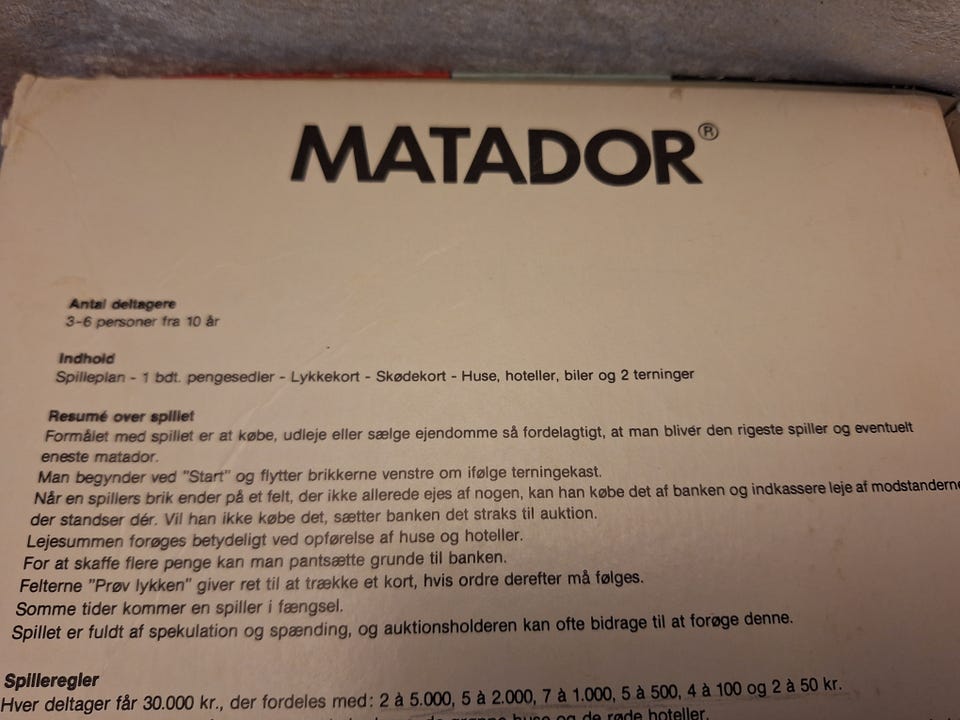 MATADOR®
Antal deltagere
3-6 personer fra 10 år
Indhold
Spilleplan - 1 bdt. pengesedler - Lykkekort - Skødekort - Huse, hoteller, biler og 2 terninger
Resumé over spillet
Formålet med spillet er at købe, udleje eller sælge ejendomme så fordelagtigt, at man bliver den rigeste spiller og eventuelt
eneste matador.
Man begynder ved "Start" og flytter brikkerne venstre om ifølge terningekast.
Når en spillers brik ender på et felt, der ikke allerede ejes af nogen, kan han købe det af banken og indkassere leje af modstanderne
der standser dér. Vil han ikke købe det, sætter banken det straks til auktion.
Lejesummen forøges betydeligt ved opførelse af huse og hoteller.
For at skaffe flere penge kan man pantsætte grunde til banken.
Felterne "Prøv lykken" giver ret til at trække et kort, hvis ordre derefter må følges.
Somme tider kommer en spiller i fængsel.
Spillet er fuldt af spekulation og spænding, og auktionsholderen kan ofte bidrage til at forøge denne.
Spilleregler
Hver deltager får 30.000 kr., der fordeles med: 2 à 5.000, 5 à 2.000, 7 à 1.000, 5 à 500, 4 à 100 og 2 à 50 kr.
huse og de røde hoteller.